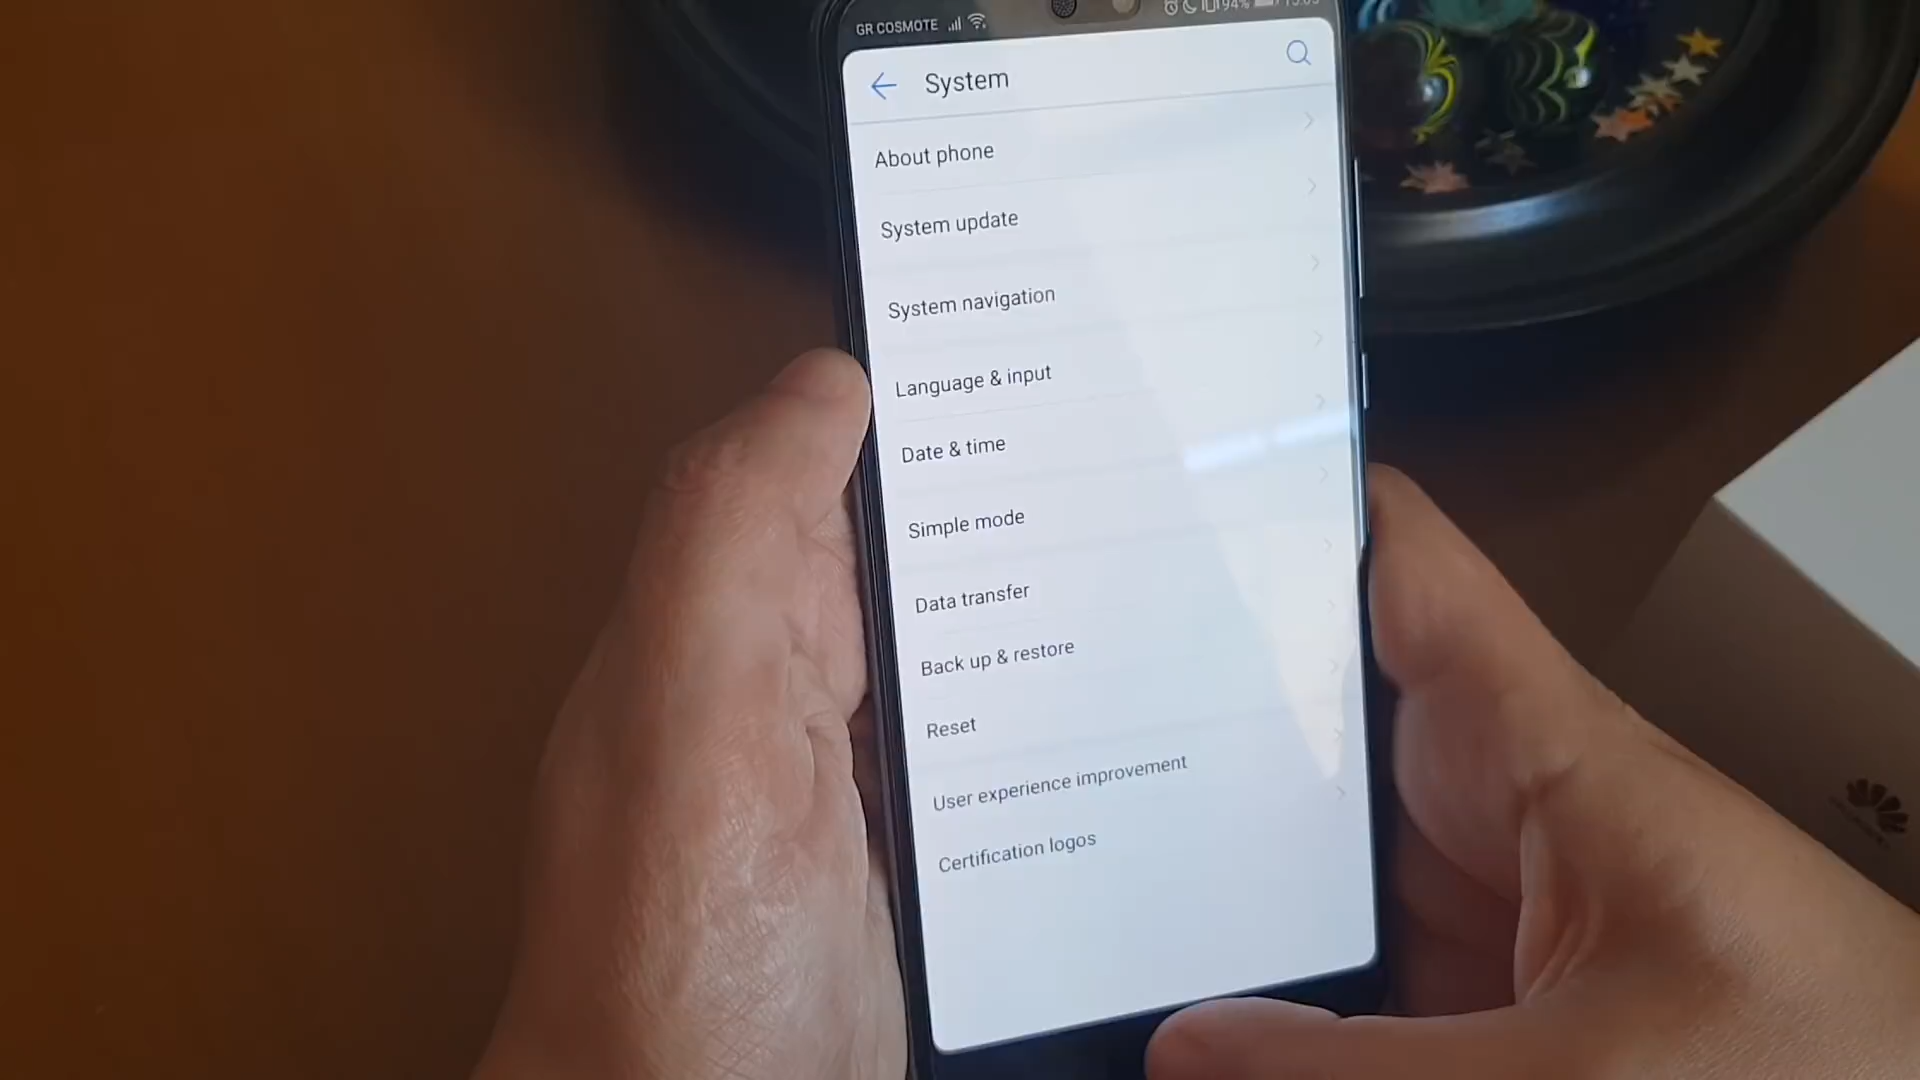 GR COSMOTE
94%
System
About phone
System update
System navigation
Language & input
Date & time
Simple mode
Data transfer
Back up & restore
Reset
User experience improvement
Certification logos